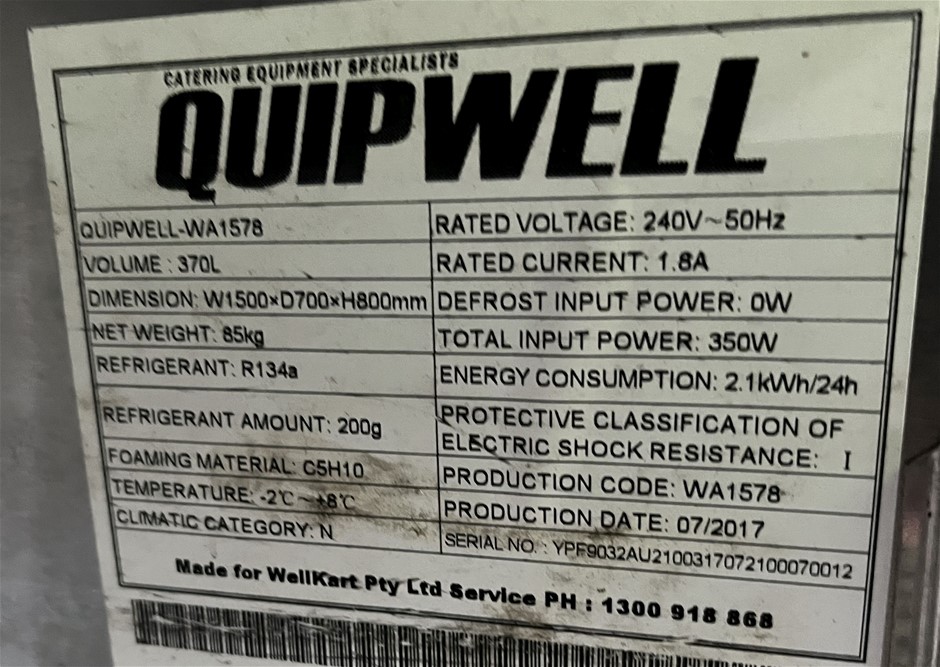 CATERING EQUIPMENT SPECIALISTS
QUIPWELL
QUIPWELL-WA1578
VOLUME : 370L
DIMENSION: W1500×D700×H800mm
NET WEIGHT: 85kg
REFRIGERANT: R134a
REFRIGERANT AMOUNT: 200g
FOAMING MATERIAL: C5H10
TEMPERATURE: -2℃ ~ +8℃
CLIMATIC CATEGORY: N
RATED VOLTAGE: 240V~50Hz
RATED CURRENT: 1.8A
DEFROST INPUT POWER: 0W
TOTAL INPUT POWER: 350W
ENERGY CONSUMPTION: 2.1kWh/24h
PROTECTIVE CLASSIFICATION OF
ELECTRIC SHOCK RESISTANCE: I
PRODUCTION CODE: WA1578
PRODUCTION DATE: 07/2017
SERIAL NO. : YPF9032AU2100317072100070012
Made for WellKart Pty Ltd Service PH : 1300 918 868